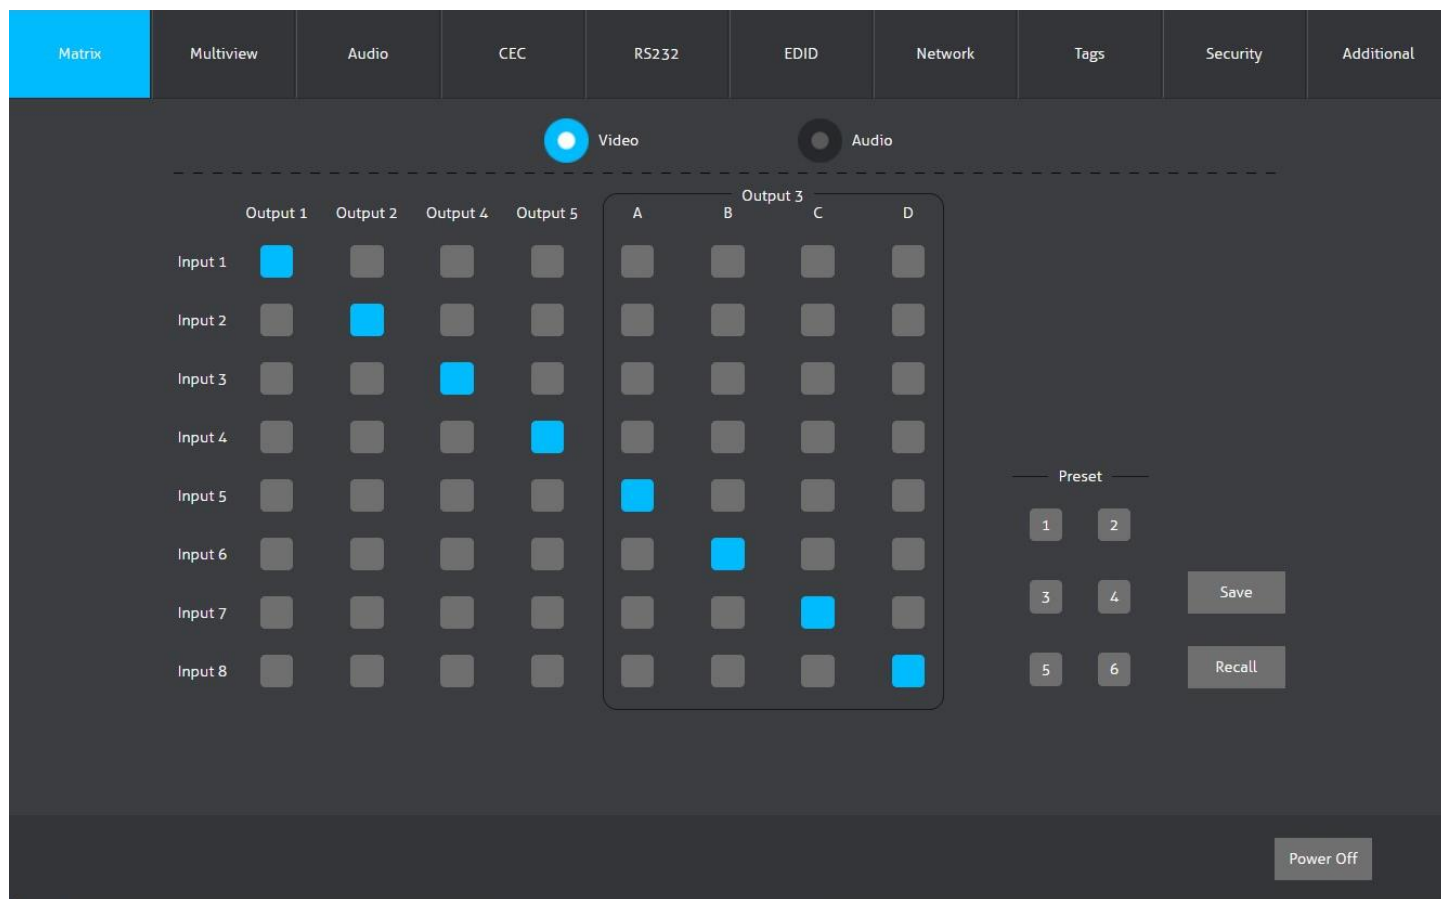 Matrix Multiview Audio CEC RS232 EDID Network Tags Security Additional
Video Audio
Output 3
Output 1 Output 2 Output 4 Output 5 A B C D
Input 1
Input 2
Input 3
Input 4
Input 5
Input 6
Input 7
Input 8
Preset
1 2
3 4
5 6
Save
Recall
Power Off